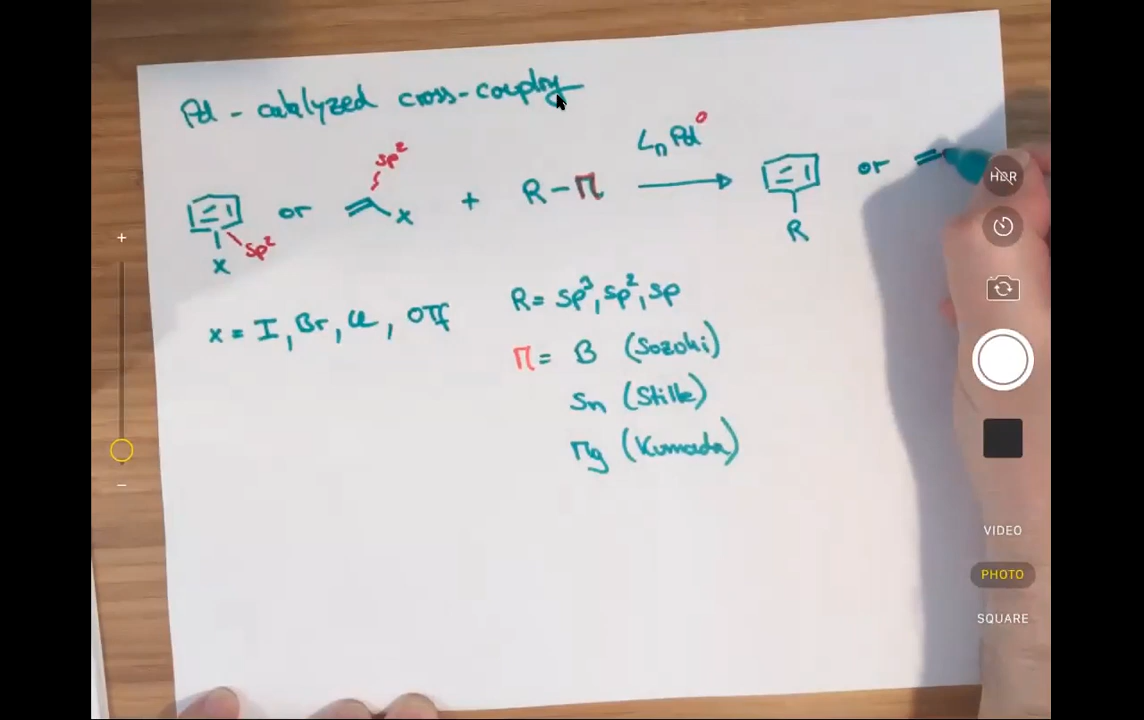 Pd - catalyzed cross-coupling
sp²
LnPd⁰
or X + R-M → or
sp²
X R
X = I, Br, Cl, OTf
R = sp³, sp², sp
M = B (Sozuki)
Sn (Stille)
Mg (Kumada)
HDR
VIDEO
PHOTO
SQUARE